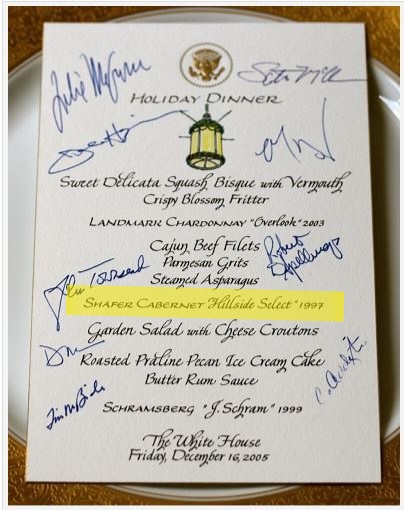 HOLIDAY DINNER
SWEET DELICATA SQUASH BISQUE WITH VERMOUTH
CRISPY BLOSSOM FRITTER
LANDMARK CHARDONNAY "OVERLOOK" 2003
CAJUN BEEF FILETS
PARMESAN GRITS
STEAMED ASPARAGUS
John Townsend
SHAFER CABERNET "HILLSIDE SELECT" 1997
GARDEN SALAD WITH CHEESE CROUTONS
ROASTED PRALINE PECAN ICE CREAM CAKE
BUTTER RUM SAUCE
SCHRAMSBERG "J. SCHRAM" 1999
THE WHITE HOUSE
FRIDAY, DECEMBER 16, 2005